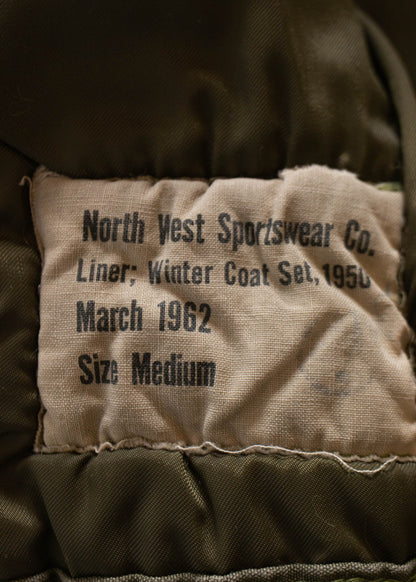 North West Sportswear Co.
Liner; Winter Coat Set, 1950
March 1962
Size Medium